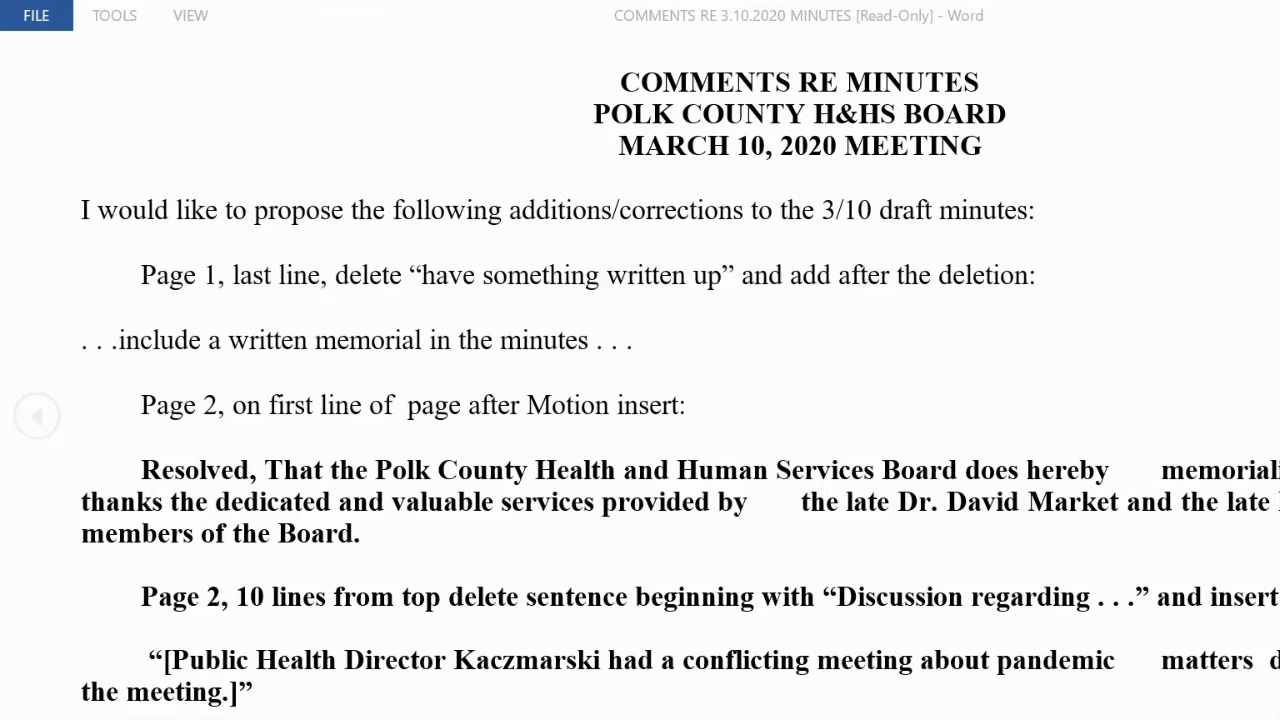 FILE TOOLS VIEW COMMENTS RE 3.10.2020 MINUTES [Read-Only] - Word
COMMENTS RE MINUTES
POLK COUNTY H&HS BOARD
MARCH 10, 2020 MEETING
I would like to propose the following additions/corrections to the 3/10 draft minutes:
Page 1, last line, delete “have something written up” and add after the deletion:
. . .include a written memorial in the minutes . . .
Page 2, on first line of page after Motion insert:
Resolved, That the Polk County Health and Human Services Board does hereby memoriali
thanks the dedicated and valuable services provided by the late Dr. David Market and the late
members of the Board.
Page 2, 10 lines from top delete sentence beginning with “Discussion regarding . . .” and insert
“[Public Health Director Kaczmarski had a conflicting meeting about pandemic matters d
the meeting.]”